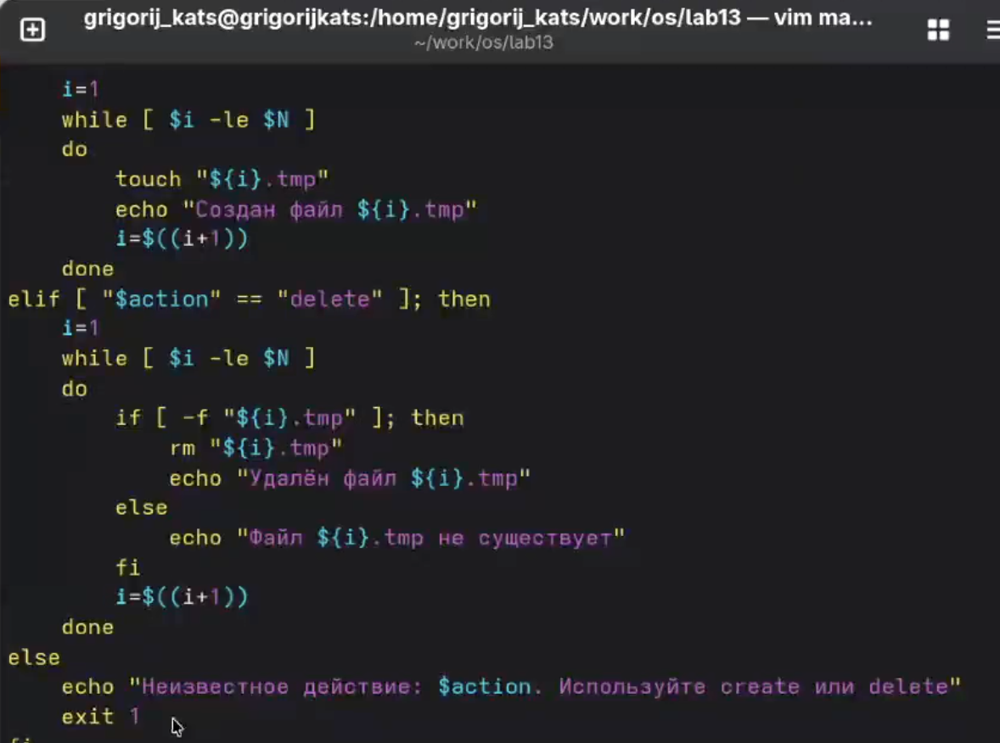 grigorij_kats@grigorijkats:/home/grigorij_kats/work/os/lab13 — vim ma...
~/work/os/lab13
    i=1
    while [ $i -le $N ]
    do
        touch "${i}.tmp"
        echo "Создан файл ${i}.tmp"
        i=$((i+1))
    done
elif [ "$action" == "delete" ]; then
    i=1
    while [ $i -le $N ]
    do
        if [ -f "${i}.tmp" ]; then
            rm "${i}.tmp"
            echo "Удалён файл ${i}.tmp"
        else
            echo "Файл ${i}.tmp не существует"
        fi
        i=$((i+1))
    done
else
    echo "Неизвестное действие: $action. Используйте create или delete"
    exit 1